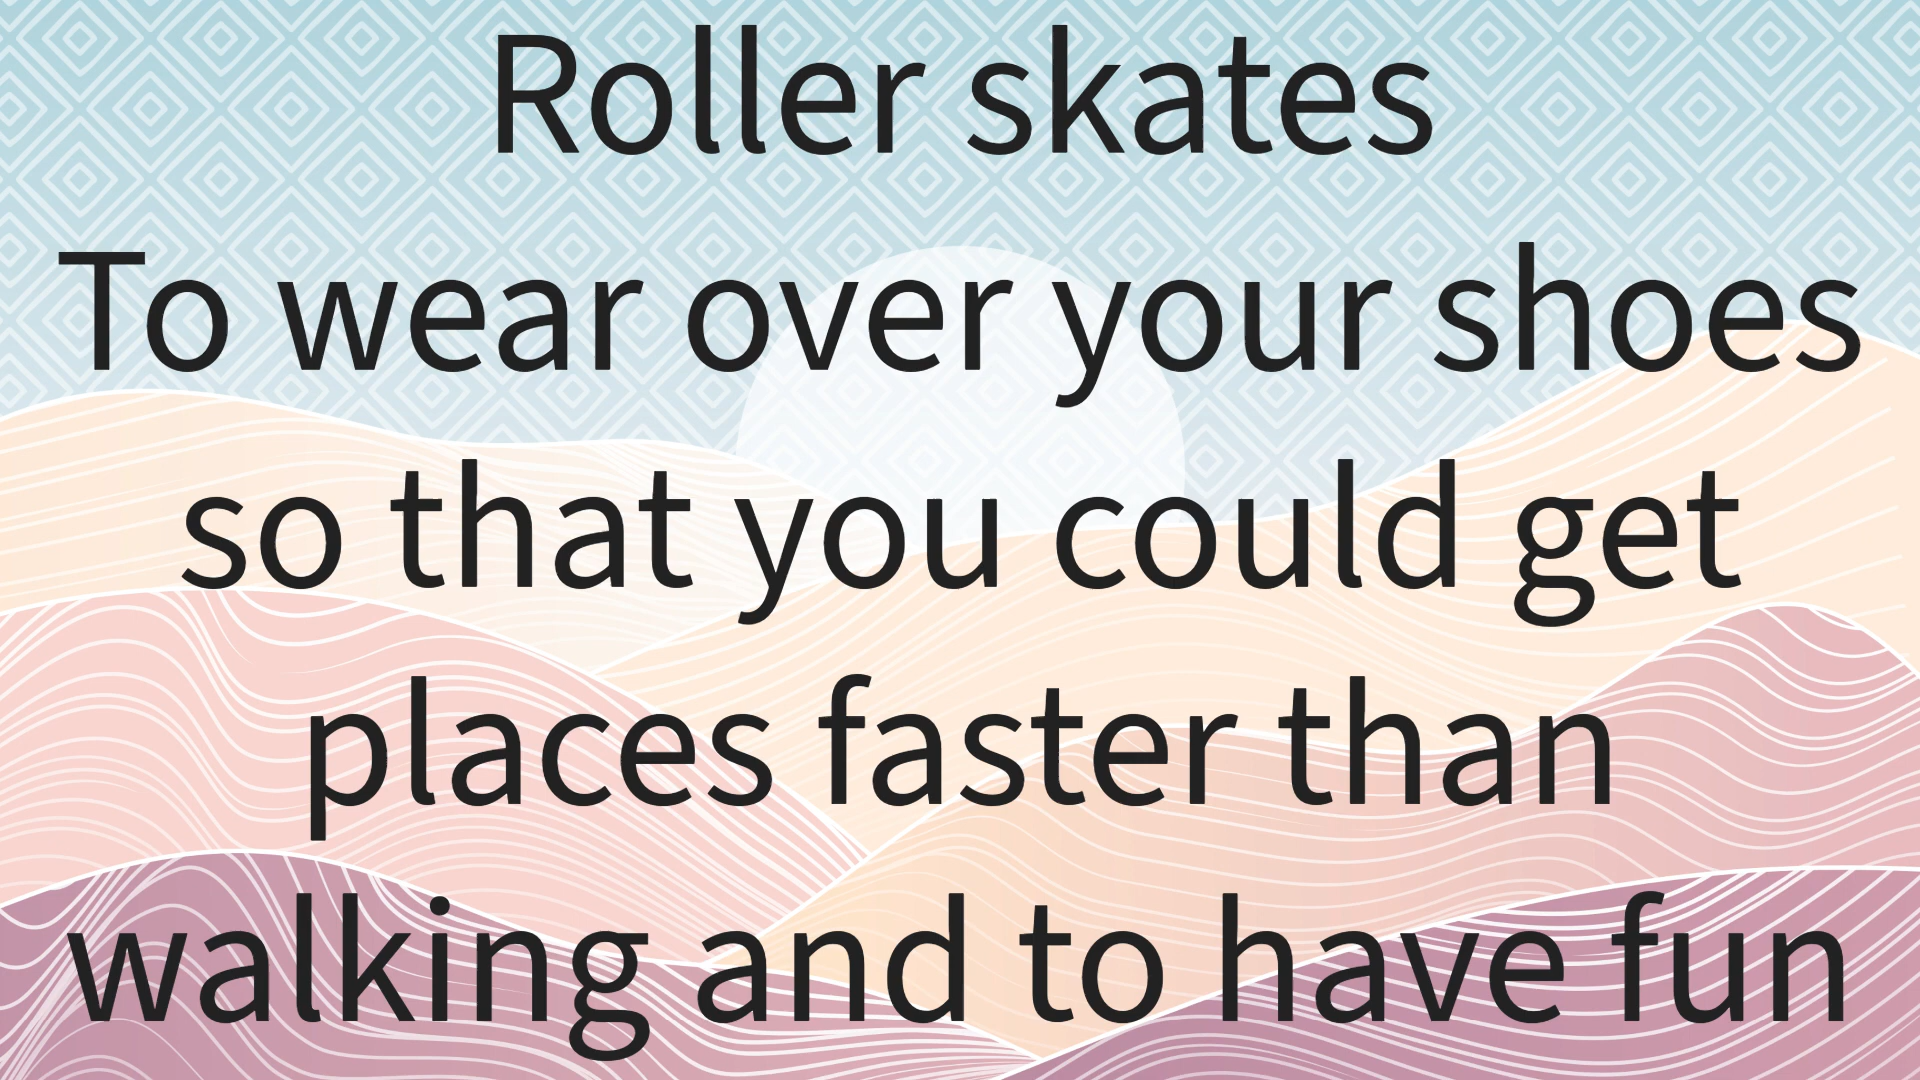 Roller skates
To wear over your shoes
so that you could get
places faster than
walking and to have fun